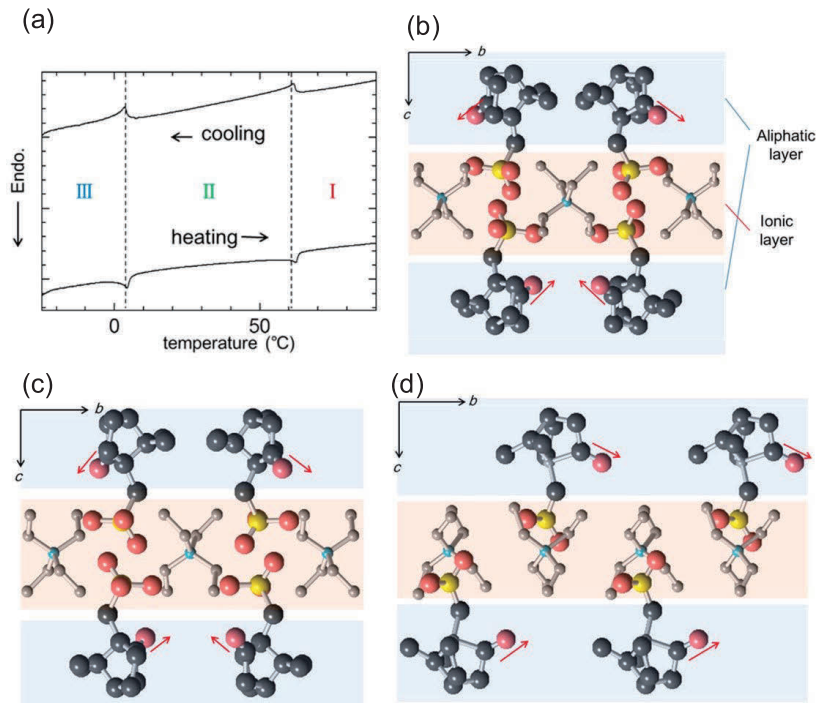 (a)
cooling
III
II
I
heating
Endo.
0
50
temperature (°C)
(b)
b
c
Aliphatic
layer
Ionic
layer
(c)
b
c
(d)
b
c